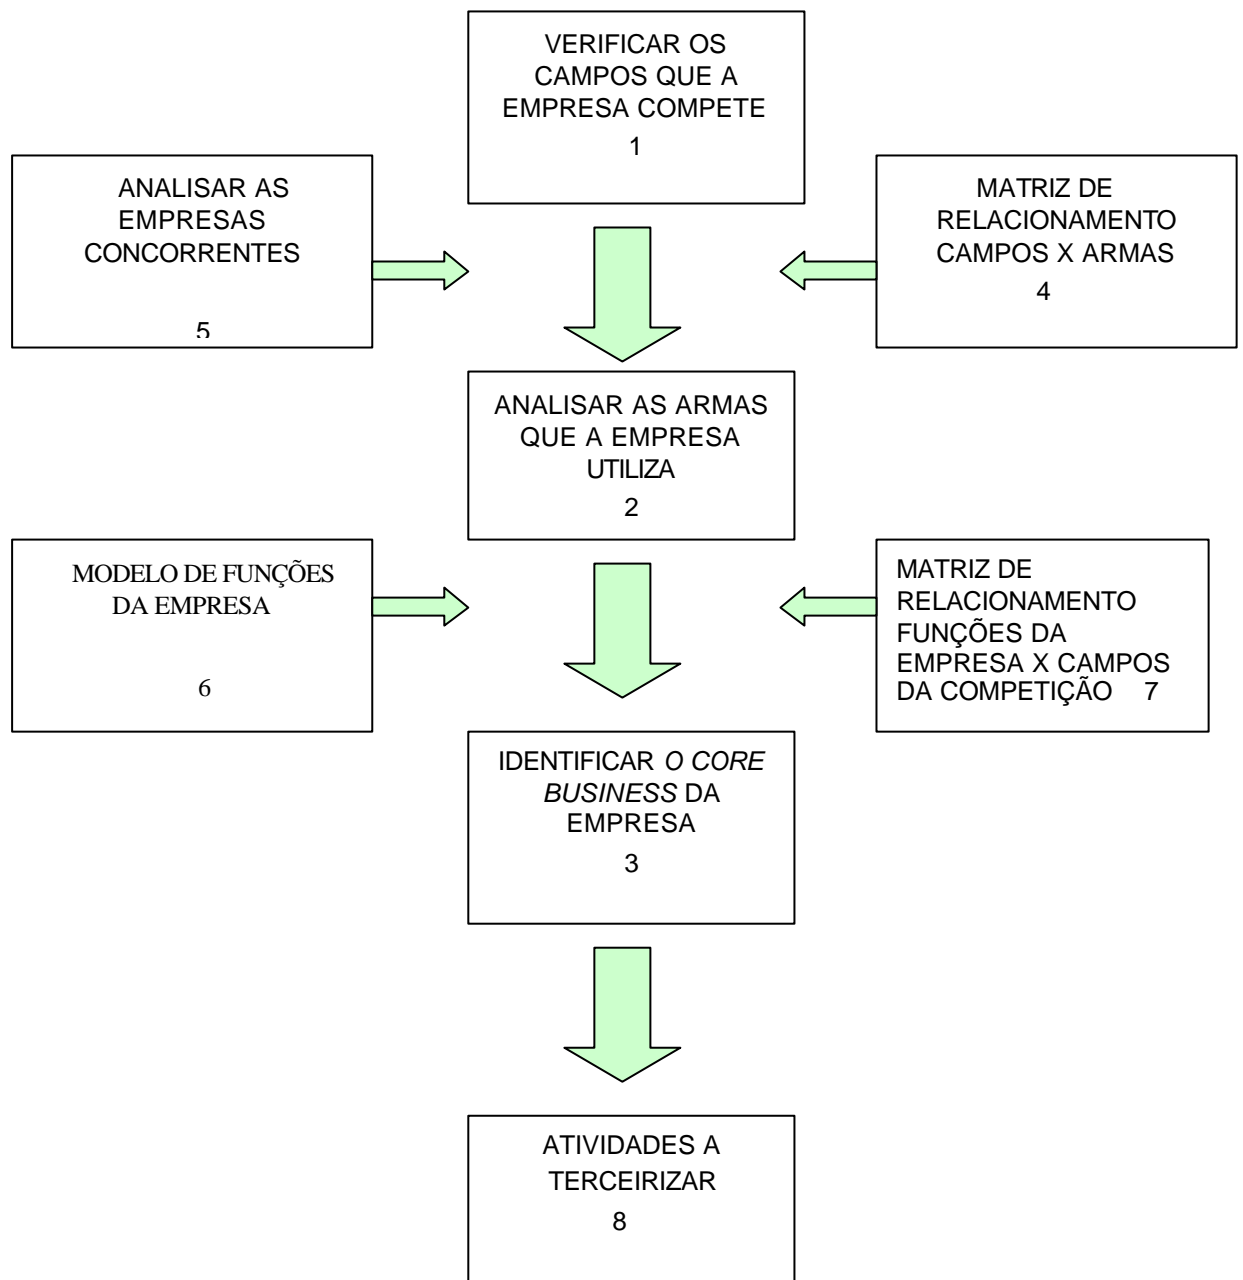 VERIFICAR OS
CAMPOS QUE A
EMPRESA COMPETE
1
ANALISAR AS
EMPRESAS
CONCORRENTES
5
MATRIZ DE
RELACIONAMENTO
CAMPOS X ARMAS
4
ANALISAR AS ARMAS
QUE A EMPRESA
UTILIZA
2
MODELO DE FUNÇÕES
DA EMPRESA
6
MATRIZ DE
RELACIONAMENTO
FUNÇÕES DA
EMPRESA X CAMPOS
DA COMPETIÇÃO 7
IDENTIFICAR O CORE
BUSINESS DA
EMPRESA
3
ATIVIDADES A
TERCEIRIZAR
8